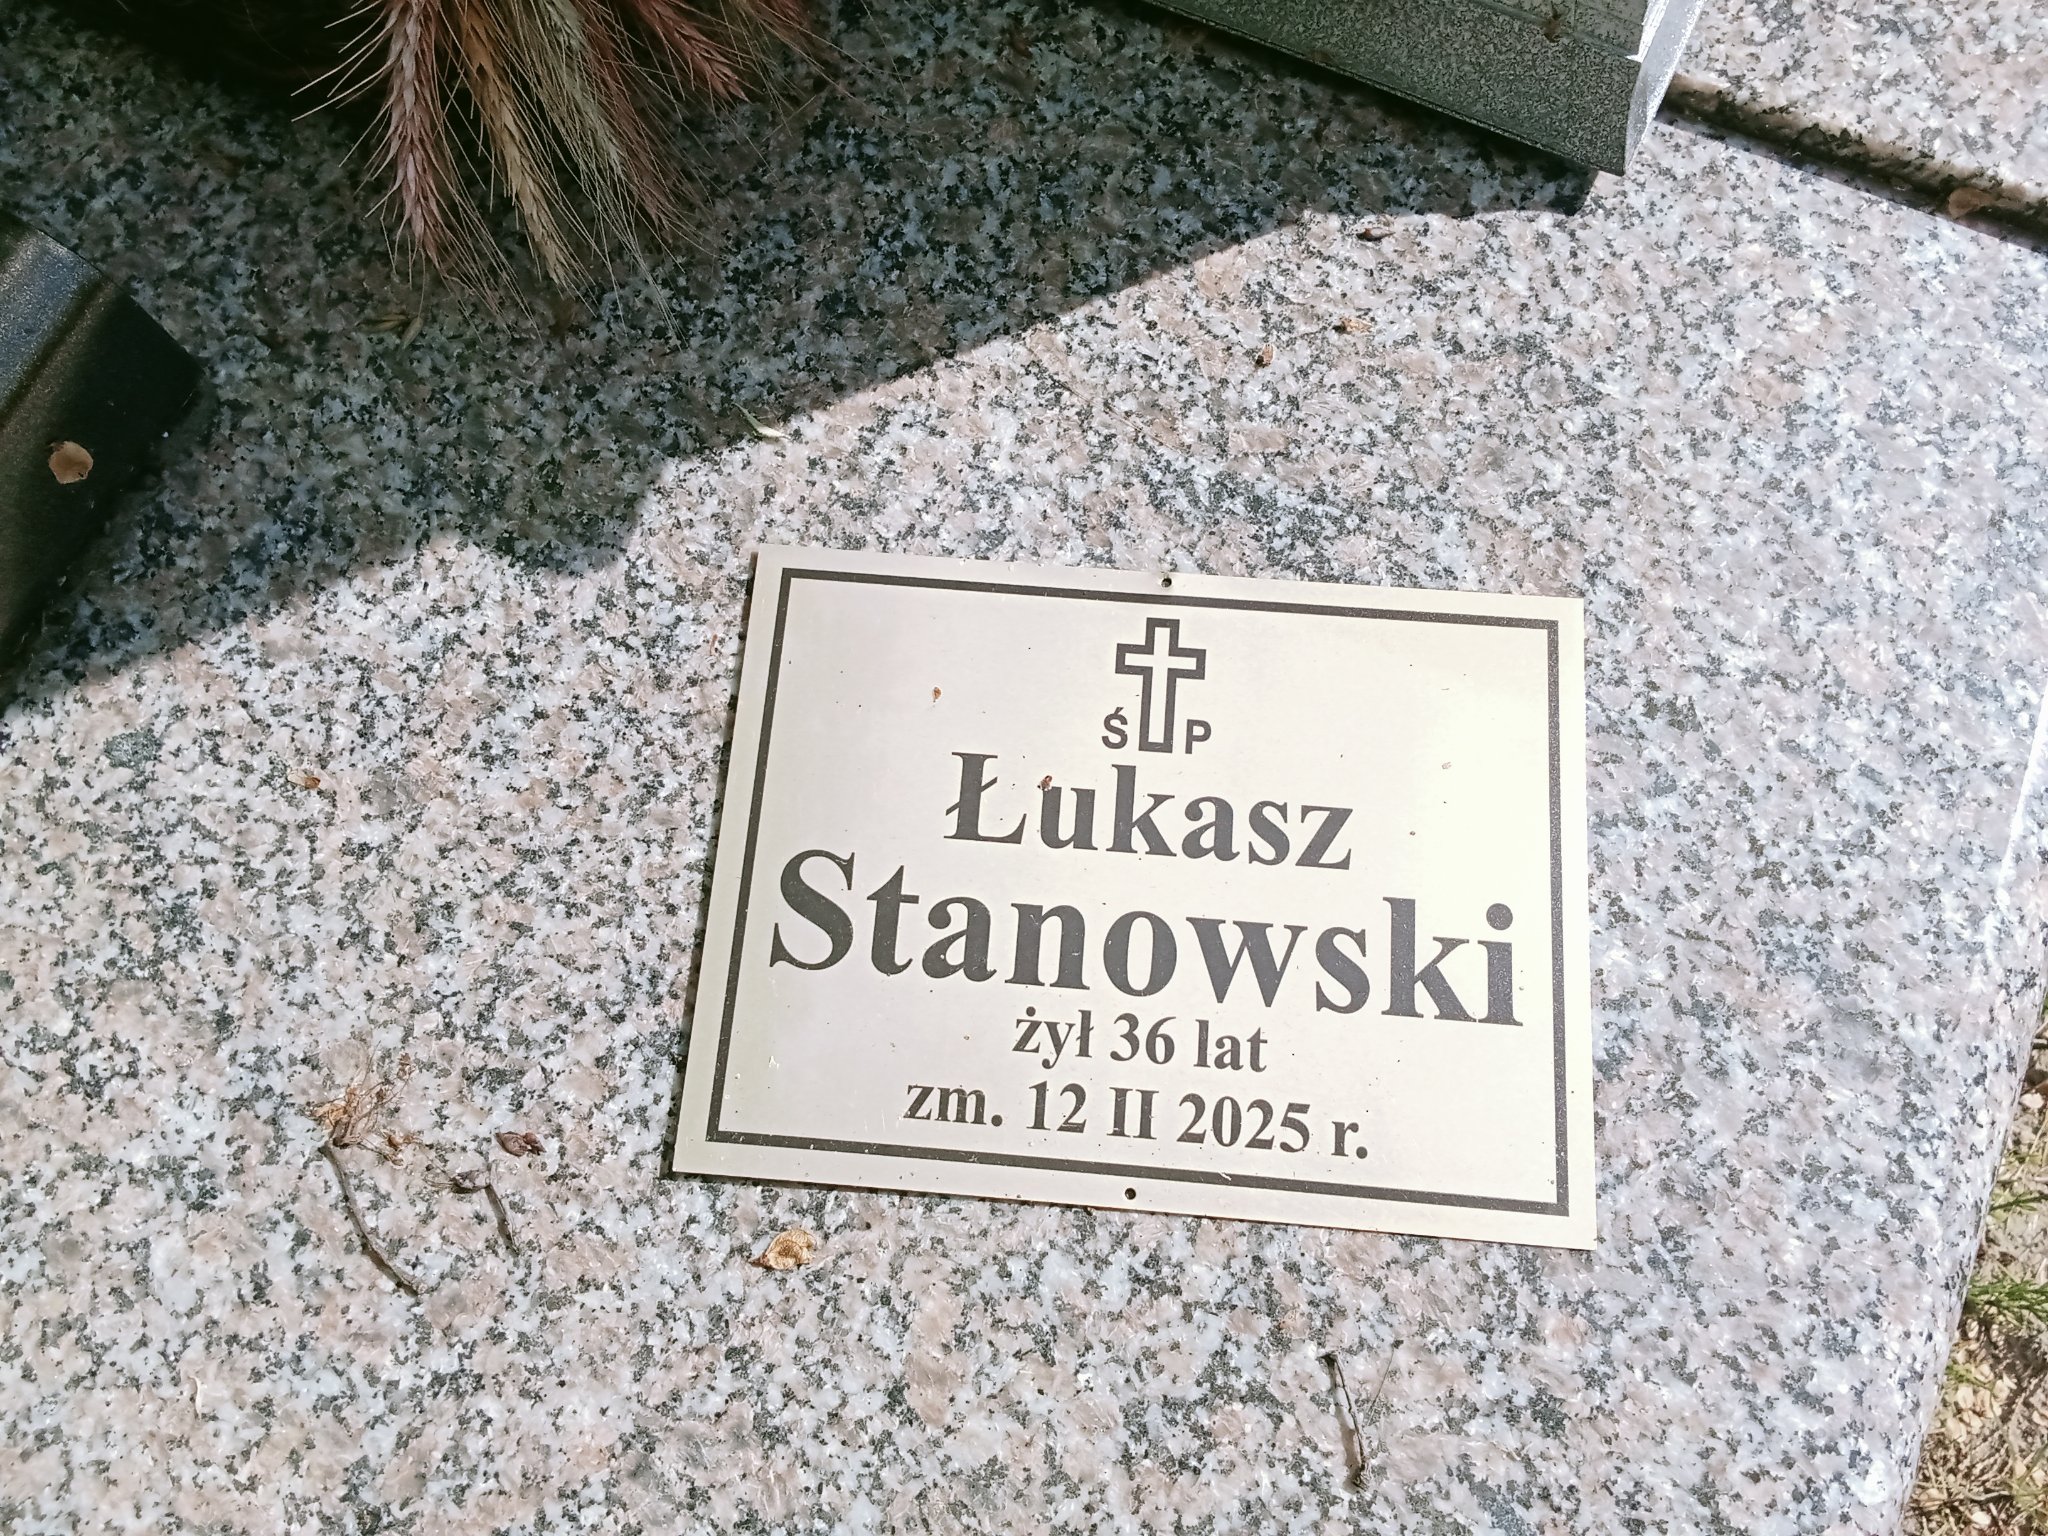 Ś P
Łukasz
Stanowski
żył 36 lat
zm. 12 II 2025 r.